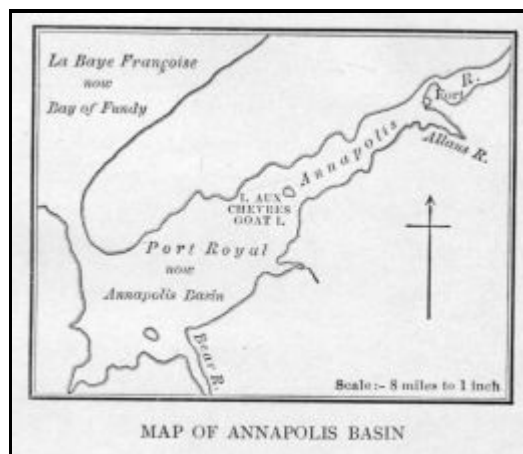 La Baye Françoise
now
Bay of Fundy
Annapolis R.
Fort
Allans R.
I. AUX
CHEVRES
GOAT I.
Port Royal
now
Annapolis Basin
Bear R.
Scale:- 8 miles to 1 inch
MAP OF ANNAPOLIS BASIN